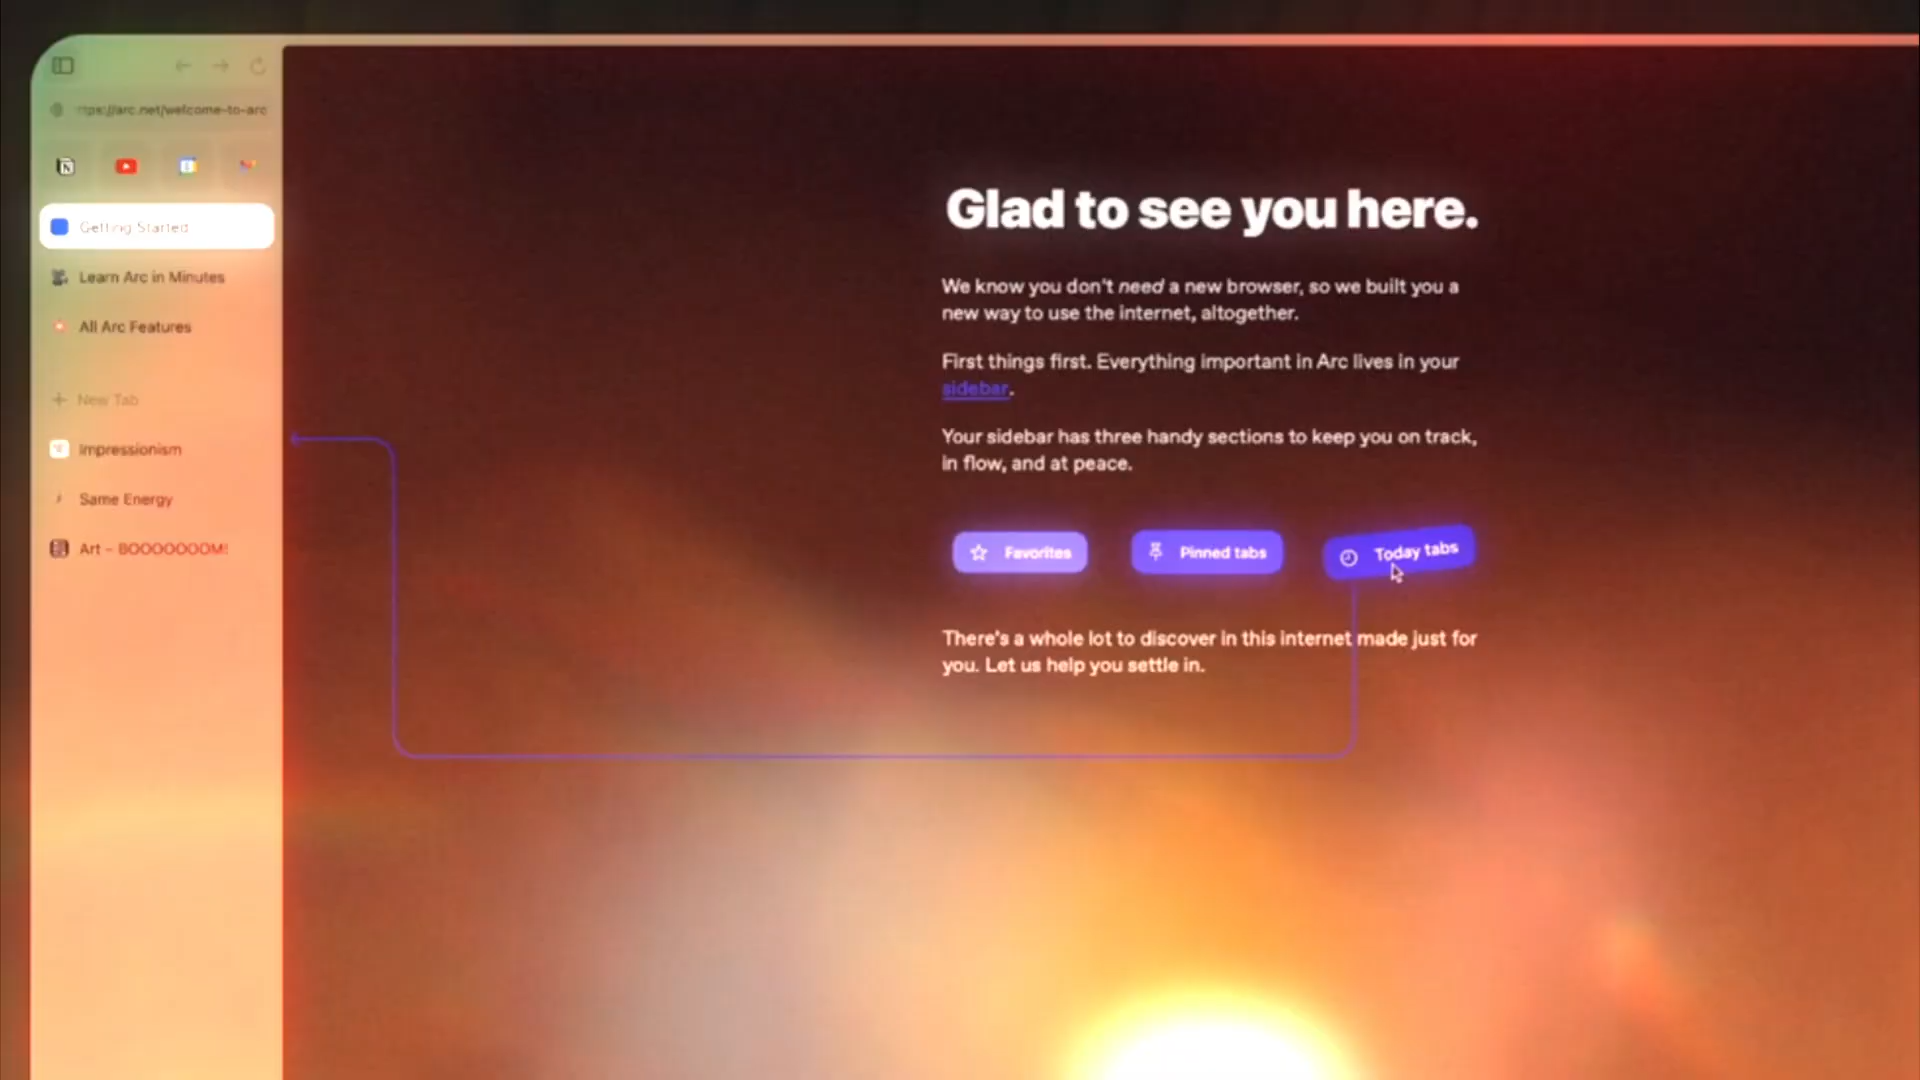 tps://arc.net/welcome-to-arc
Getting Started
Learn Arc in Minutes
All Arc Features
New Tab
Impressionism
Same Energy
Art – BOOOOOOOM!
Glad to see you here.
We know you don't need a new browser, so we built you a
new way to use the internet, altogether.
First things first. Everything important in Arc lives in your
sidebar.
Your sidebar has three handy sections to keep you on track,
in flow, and at peace.
Favorites
Pinned tabs
Today tabs
There's a whole lot to discover in this internet made just for
you. Let us help you settle in.